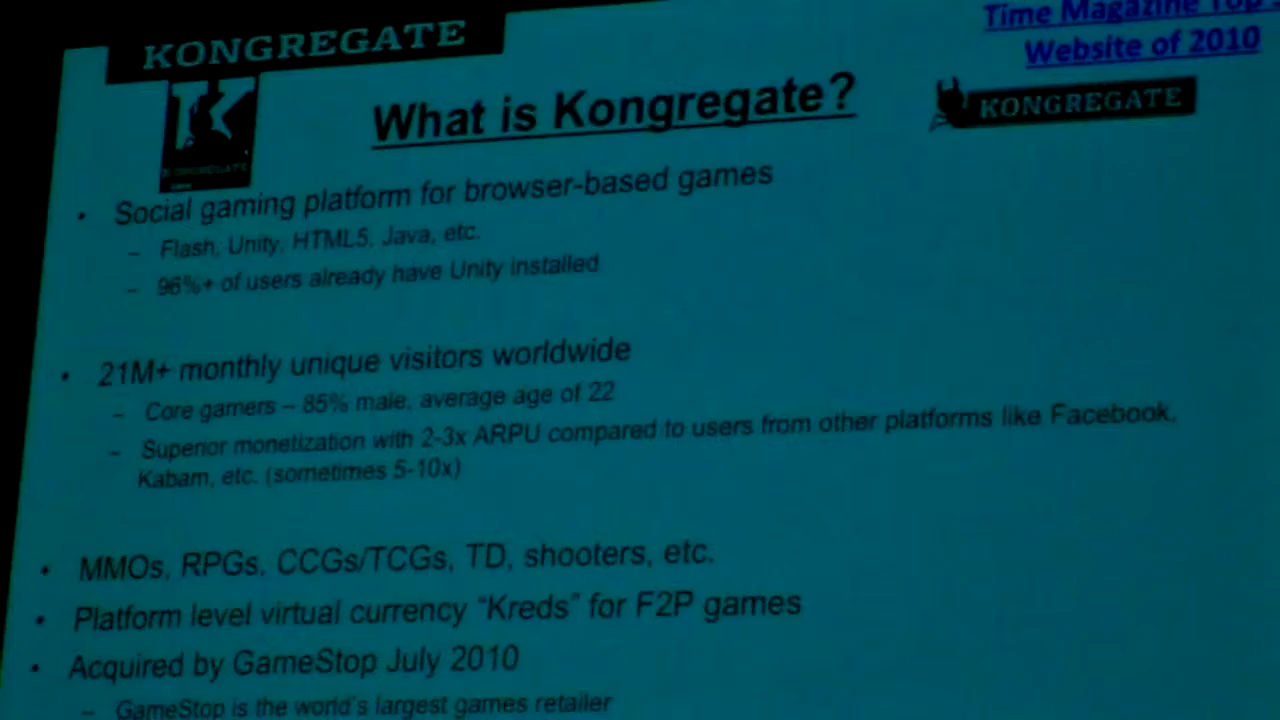 KONGREGATE
Time Magazine Top
Website of 2010
What is Kongregate?
KONGREGATE
KONGREGATE
• Social gaming platform for browser-based games
– Flash, Unity, HTML5, Java, etc.
– 96%+ of users already have Unity installed
• 21M+ monthly unique visitors worldwide
– Core gamers – 85% male, average age of 22
– Superior monetization with 2-3x ARPU compared to users from other platforms like Facebook,
Kabam, etc. (sometimes 5-10x)
• MMOs, RPGs, CCGs/TCGs, TD, shooters, etc.
• Platform level virtual currency “Kreds” for F2P games
• Acquired by GameStop July 2010
– GameStop is the world's largest games retailer